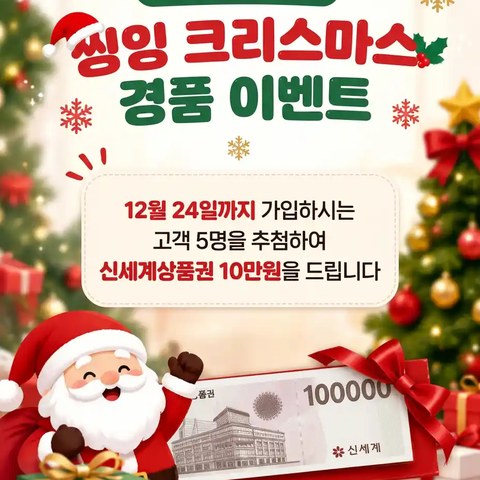 씽잉 크리스마스
경품 이벤트
12월 24일까지 가입하시는
고객 5명을 추첨하여
신세계상품권 10만원을 드립니다
품권
100000
신세계